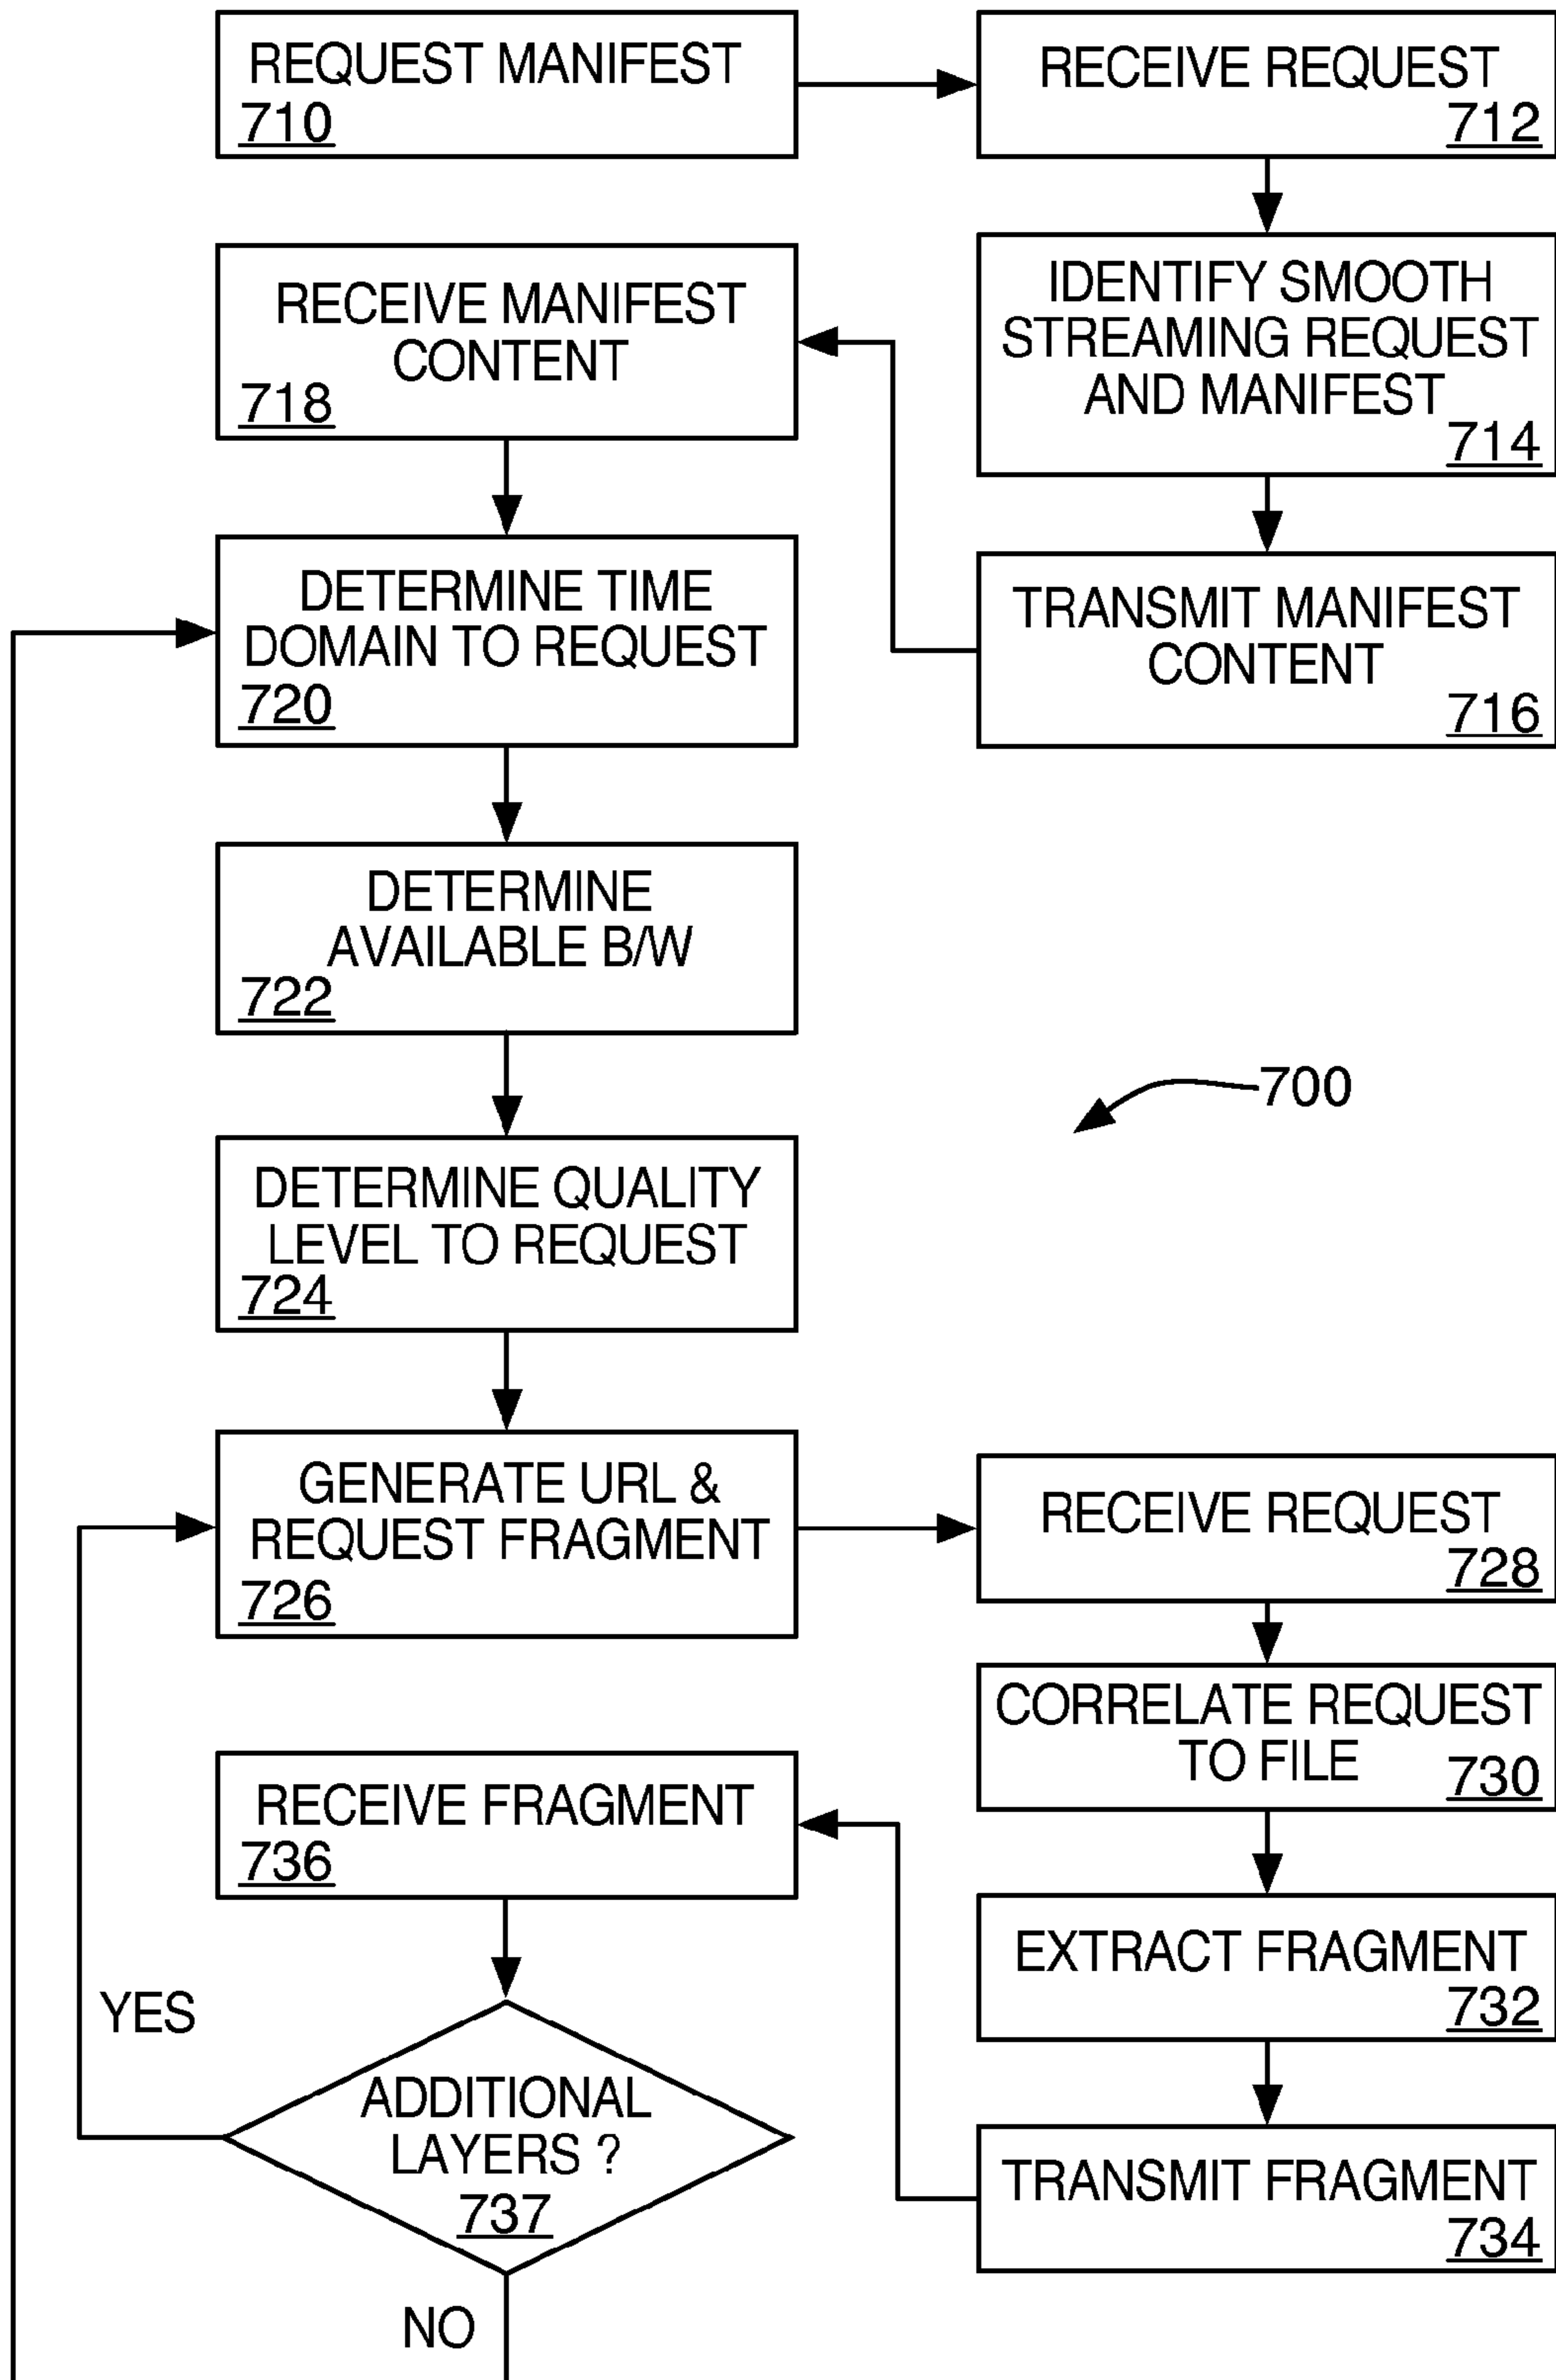 REQUEST MANIFEST
710
RECEIVE REQUEST
712
IDENTIFY SMOOTH
STREAMING REQUEST
AND MANIFEST
714
TRANSMIT MANIFEST
CONTENT
716
RECEIVE MANIFEST
CONTENT
718
DETERMINE TIME
DOMAIN TO REQUEST
720
DETERMINE
AVAILABLE B/W
722
700
DETERMINE QUALITY
LEVEL TO REQUEST
724
GENERATE URL &
REQUEST FRAGMENT
726
RECEIVE REQUEST
728
CORRELATE REQUEST
TO FILE
730
EXTRACT FRAGMENT
732
TRANSMIT FRAGMENT
734
RECEIVE FRAGMENT
736
YES
ADDITIONAL
LAYERS ?
737
NO